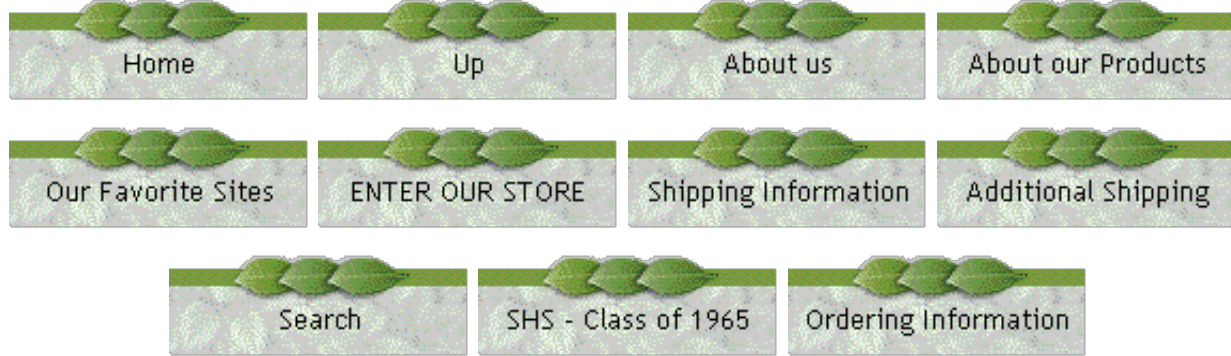 Home
Up
About us
About our Products
Our Favorite Sites
ENTER OUR STORE
Shipping Information
Additional Shipping
Search
SHS - Class of 1965
Ordering Information